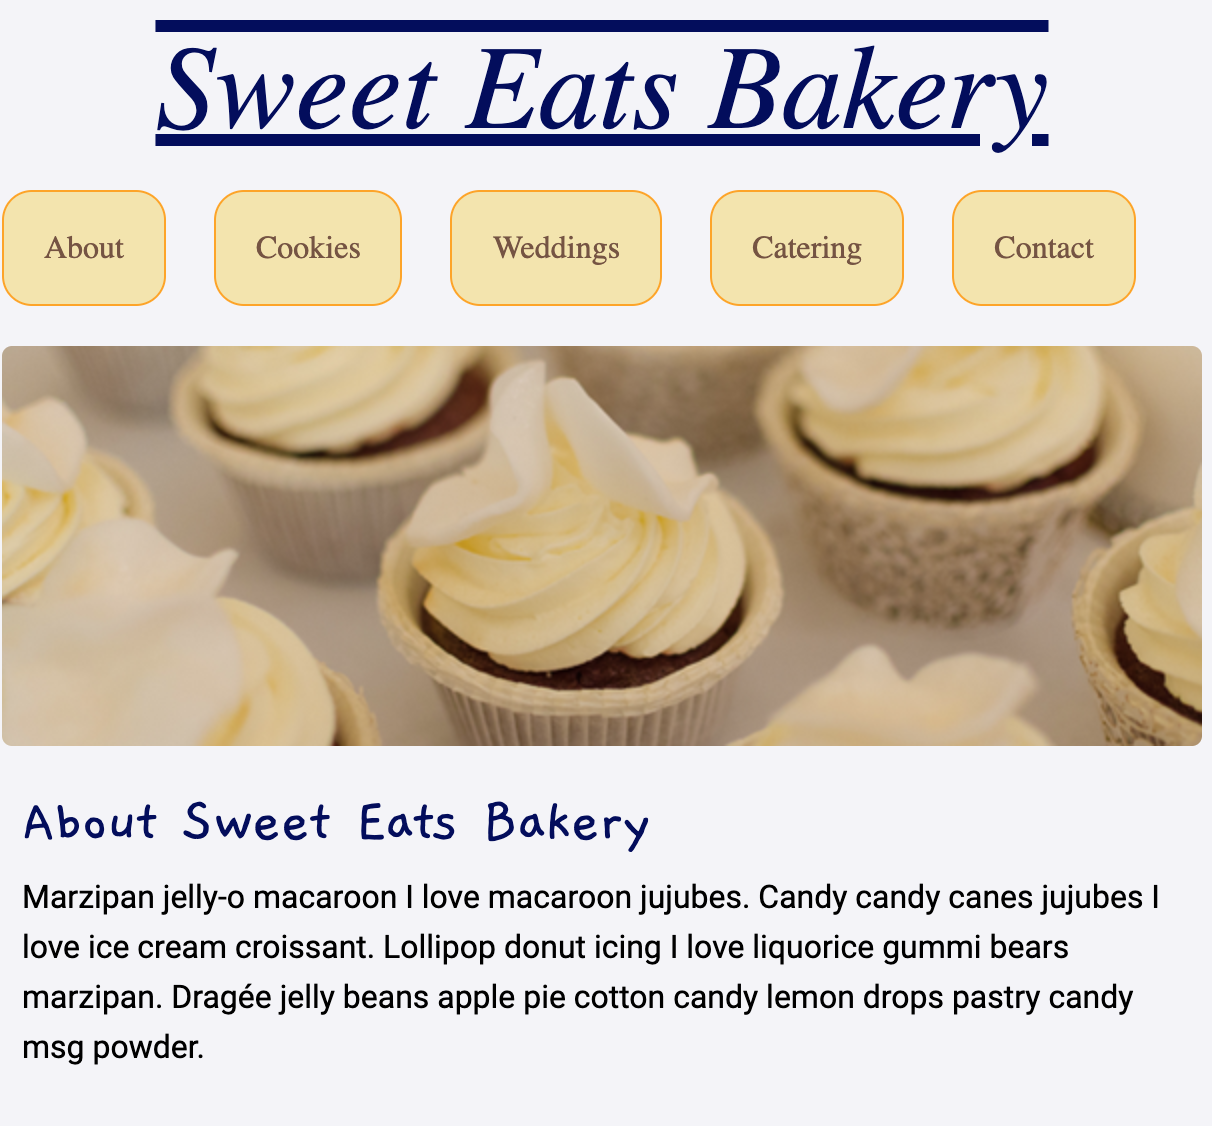 Sweet Eats Bakery
About Cookies Weddings Catering Contact
About Sweet Eats Bakery
Marzipan jelly-o macaroon I love macaroon jujubes. Candy candy canes jujubes I
love ice cream croissant. Lollipop donut icing I love liquorice gummi bears
marzipan. Dragée jelly beans apple pie cotton candy lemon drops pastry candy
msg powder.